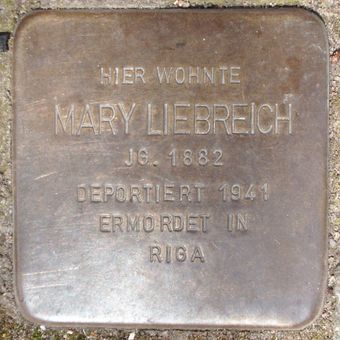 HIER WOHNTE
MARY LIEBREICH
JG. 1882
DEPORTIERT 1941
ERMORDET IN
RIGA